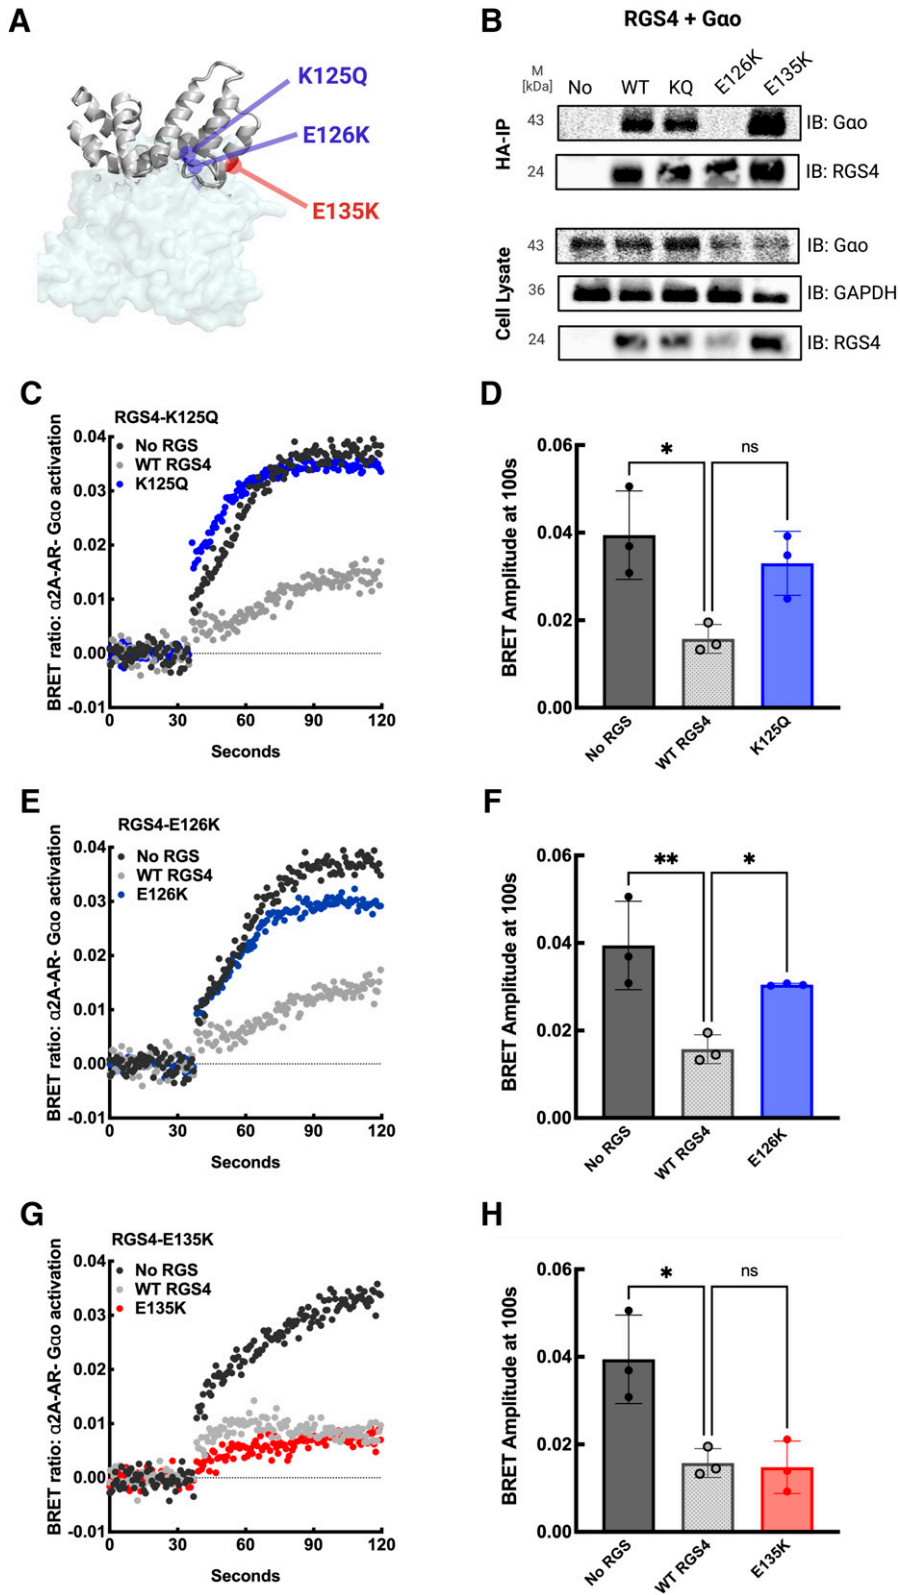 A
K125Q
E126K
E135K
B
RGS4 + Gαo
M
[kDa]
No
WT
KQ
E126K
E135K
HA-IP
43
IB: Gαo
24
IB: RGS4
Cell Lysate
43
IB: Gαo
36
IB: GAPDH
24
IB: RGS4
C
RGS4-K125Q
BRET ratio: α2A-AR- Gαo activation
0.04
0.03
0.02
0.01
0.00
-0.01
No RGS
WT RGS4
K125Q
0
30
60
90
120
Seconds
D
BRET Amplitude at 100s
0.06
0.04
0.02
0.00
*
ns
No RGS
WT RGS4
K125Q
E
RGS4-E126K
BRET ratio: α2A-AR- Gαo activation
0.04
0.03
0.02
0.01
0.00
-0.01
No RGS
WT RGS4
E126K
0
30
60
90
120
Seconds
F
BRET Amplitude at 100s
0.06
0.04
0.02
0.00
**
*
No RGS
WT RGS4
E126K
G
RGS4-E135K
BRET ratio: α2A-AR- Gαo activation
0.04
0.03
0.02
0.01
0.00
-0.01
No RGS
WT RGS4
E135K
0
30
60
90
120
Seconds
H
BRET Amplitude at 100s
0.06
0.04
0.02
0.00
*
ns
No RGS
WT RGS4
E135K